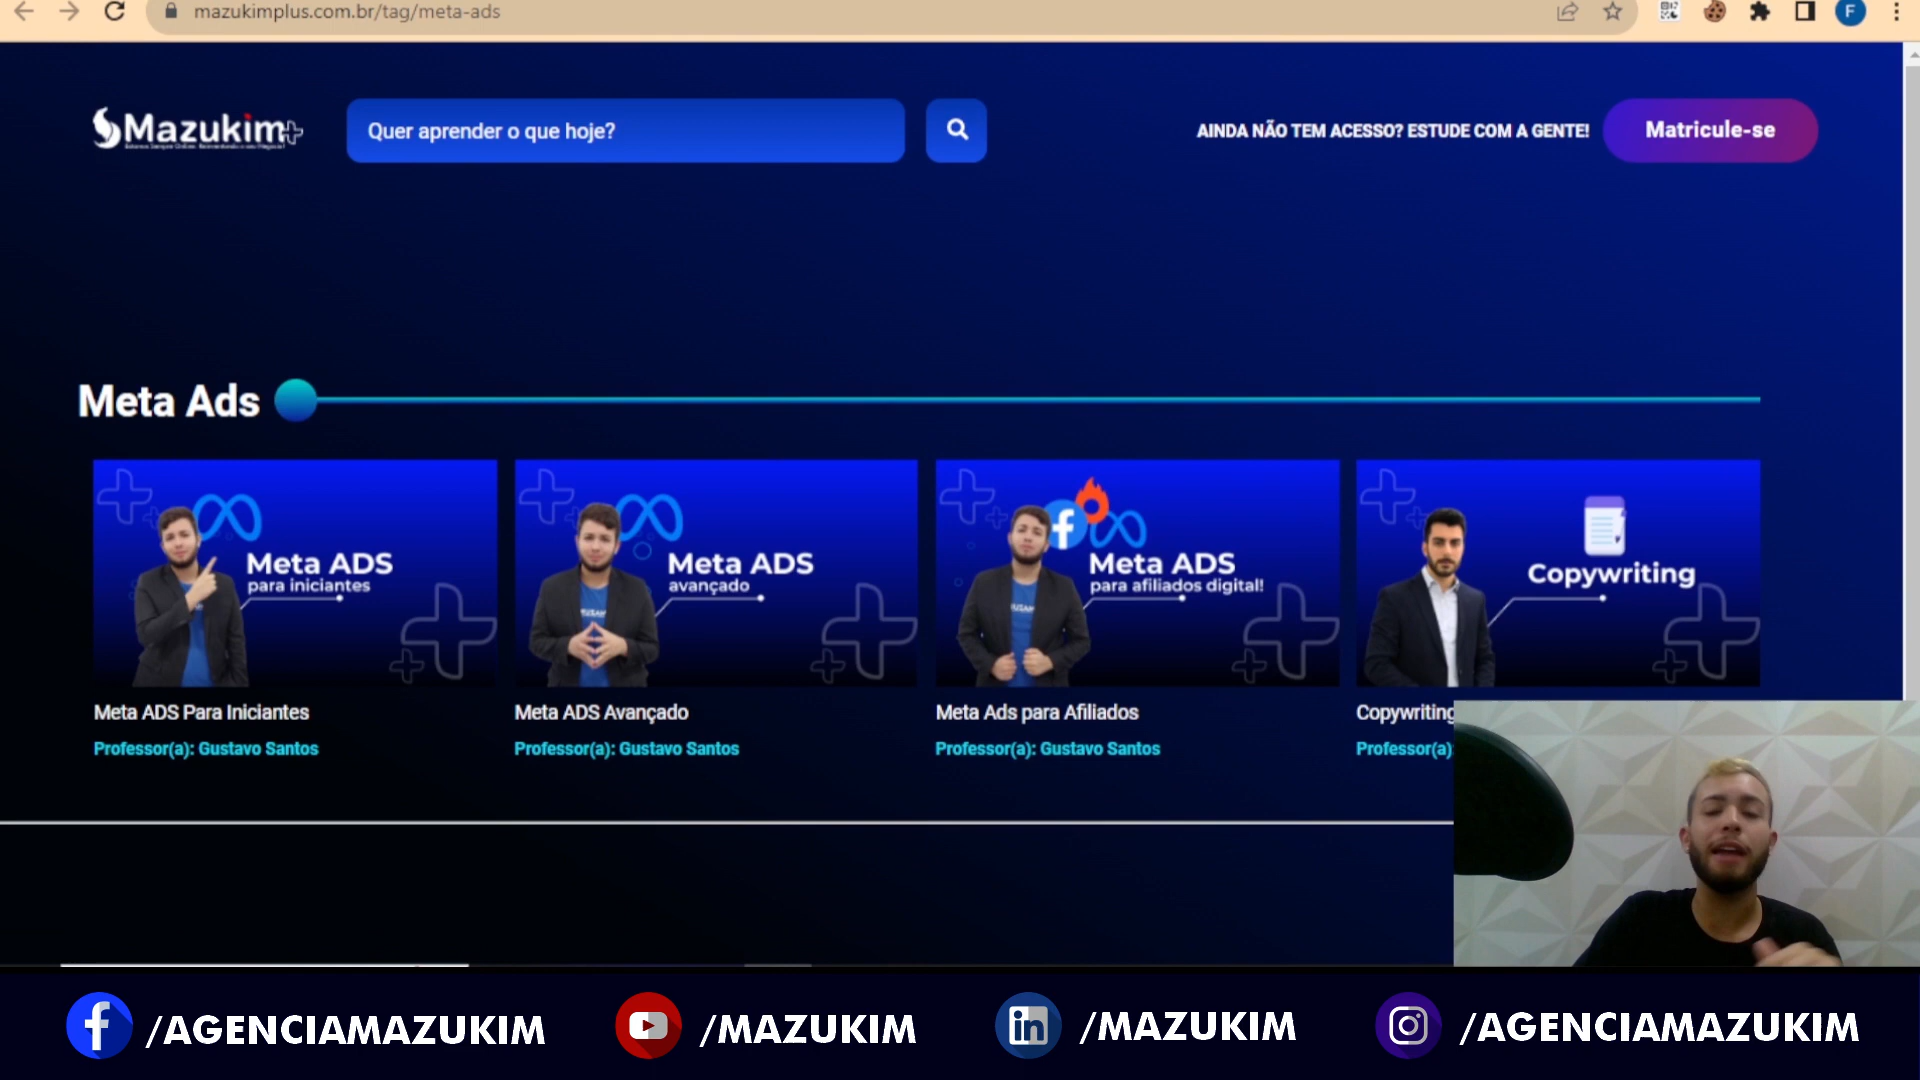 mazukimplus.com.br/tag/meta-ads
F
Mazukim+
Quer aprender o que hoje?
AINDA NÃO TEM ACESSO? ESTUDE COM A GENTE!
Matricule-se
Meta Ads
Meta ADS
para iniciantes
Meta ADS
avançado
Meta ADS
para afiliados digital!
Copywriting
Meta ADS Para Iniciantes
Meta ADS Avançado
Meta Ads para Afiliados
Copywriting
Professor(a): Gustavo Santos
Professor(a): Gustavo Santos
Professor(a): Gustavo Santos
Professor(a)
/AGENCIAMAZUKIM
/MAZUKIM
/MAZUKIM
/AGENCIAMAZUKIM